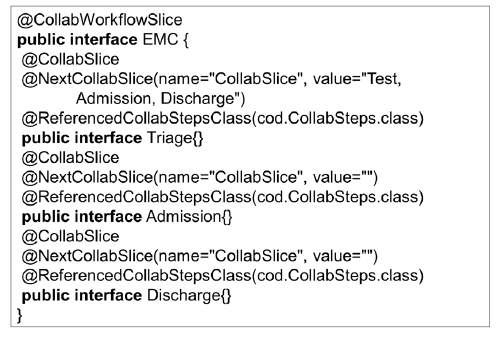 @CollabWorkflowSlice
public interface EMC {
@CollabSlice
@NextCollabSlice(name="CollabSlice", value="Test,
Admission, Discharge")
@ReferencedCollabStepsClass(cod.CollabSteps.class)
public interface Triage{}
@CollabSlice
@NextCollabSlice(name="CollabSlice", value="")
@ReferencedCollabStepsClass(cod.CollabSteps.class)
public interface Admission{}
@CollabSlice
@NextCollabSlice(name="CollabSlice", value="")
@ReferencedCollabStepsClass(cod.CollabSteps.class)
public interface Discharge{}
}